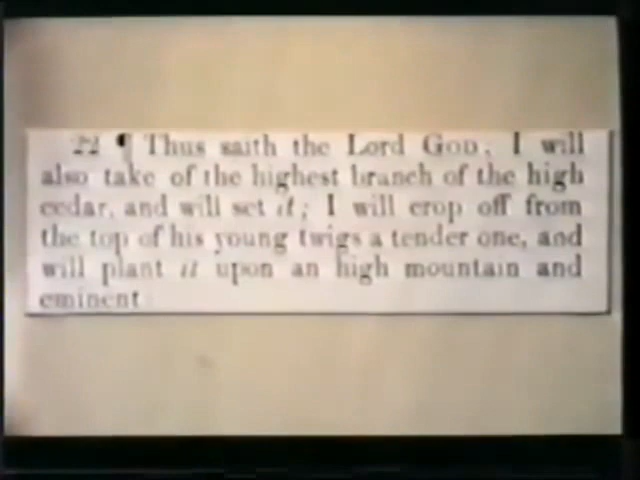 22 ¶ Thus saith the Lord GOD; I will
also take of the highest branch of the high
cedar, and will set it; I will crop off from
the top of his young twigs a tender one, and
will plant it upon an high mountain and
eminent